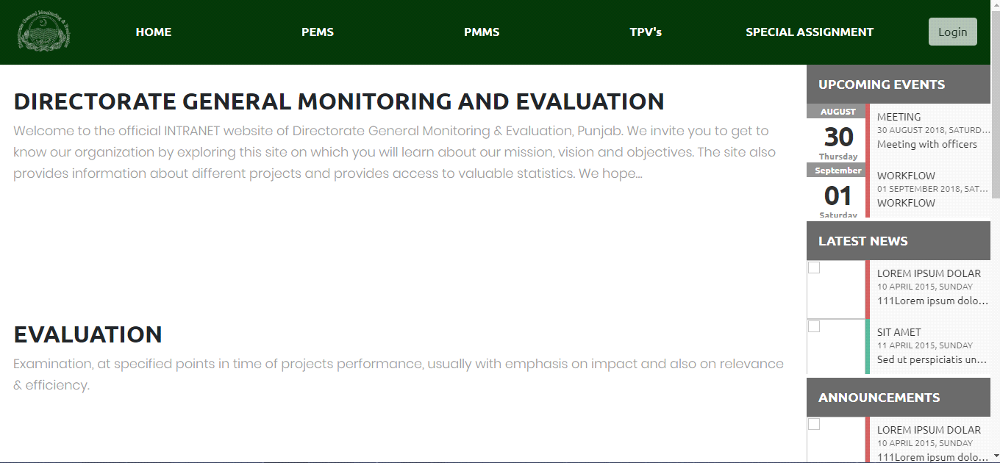 HOME
PEMS
PMMS
TPV's
SPECIAL ASSIGNMENT
Login
DIRECTORATE GENERAL MONITORING AND EVALUATION
Welcome to the official INTRANET website of Directorate General Monitoring & Evaluation, Punjab. We invite you to get to
know our organization by exploring this site on which you will learn about our mission, vision and objectives. The site also
provides information about different projects and provides access to valuable statistics. We hope...
EVALUATION
Examination, at specified points in time of projects performance, usually with emphasis on impact and also on relevance
& efficiency.
UPCOMING EVENTS
AUGUST
30
Thursday
MEETING
30 AUGUST 2018, SATURD...
Meeting with officers
September
01
Saturday
WORKFLOW
01 SEPTEMBER 2018, SAT...
WORKFLOW
LATEST NEWS
LOREM IPSUM DOLAR
10 APRIL 2015, SUNDAY
111Lorem ipsum dolo...
SIT AMET
11 APRIL 2015, SUNDAY
Sed ut perspiciatis un...
ANNOUNCEMENTS
LOREM IPSUM DOLAR
10 APRIL 2015, SUNDAY
111Lorem ipsum dolo...